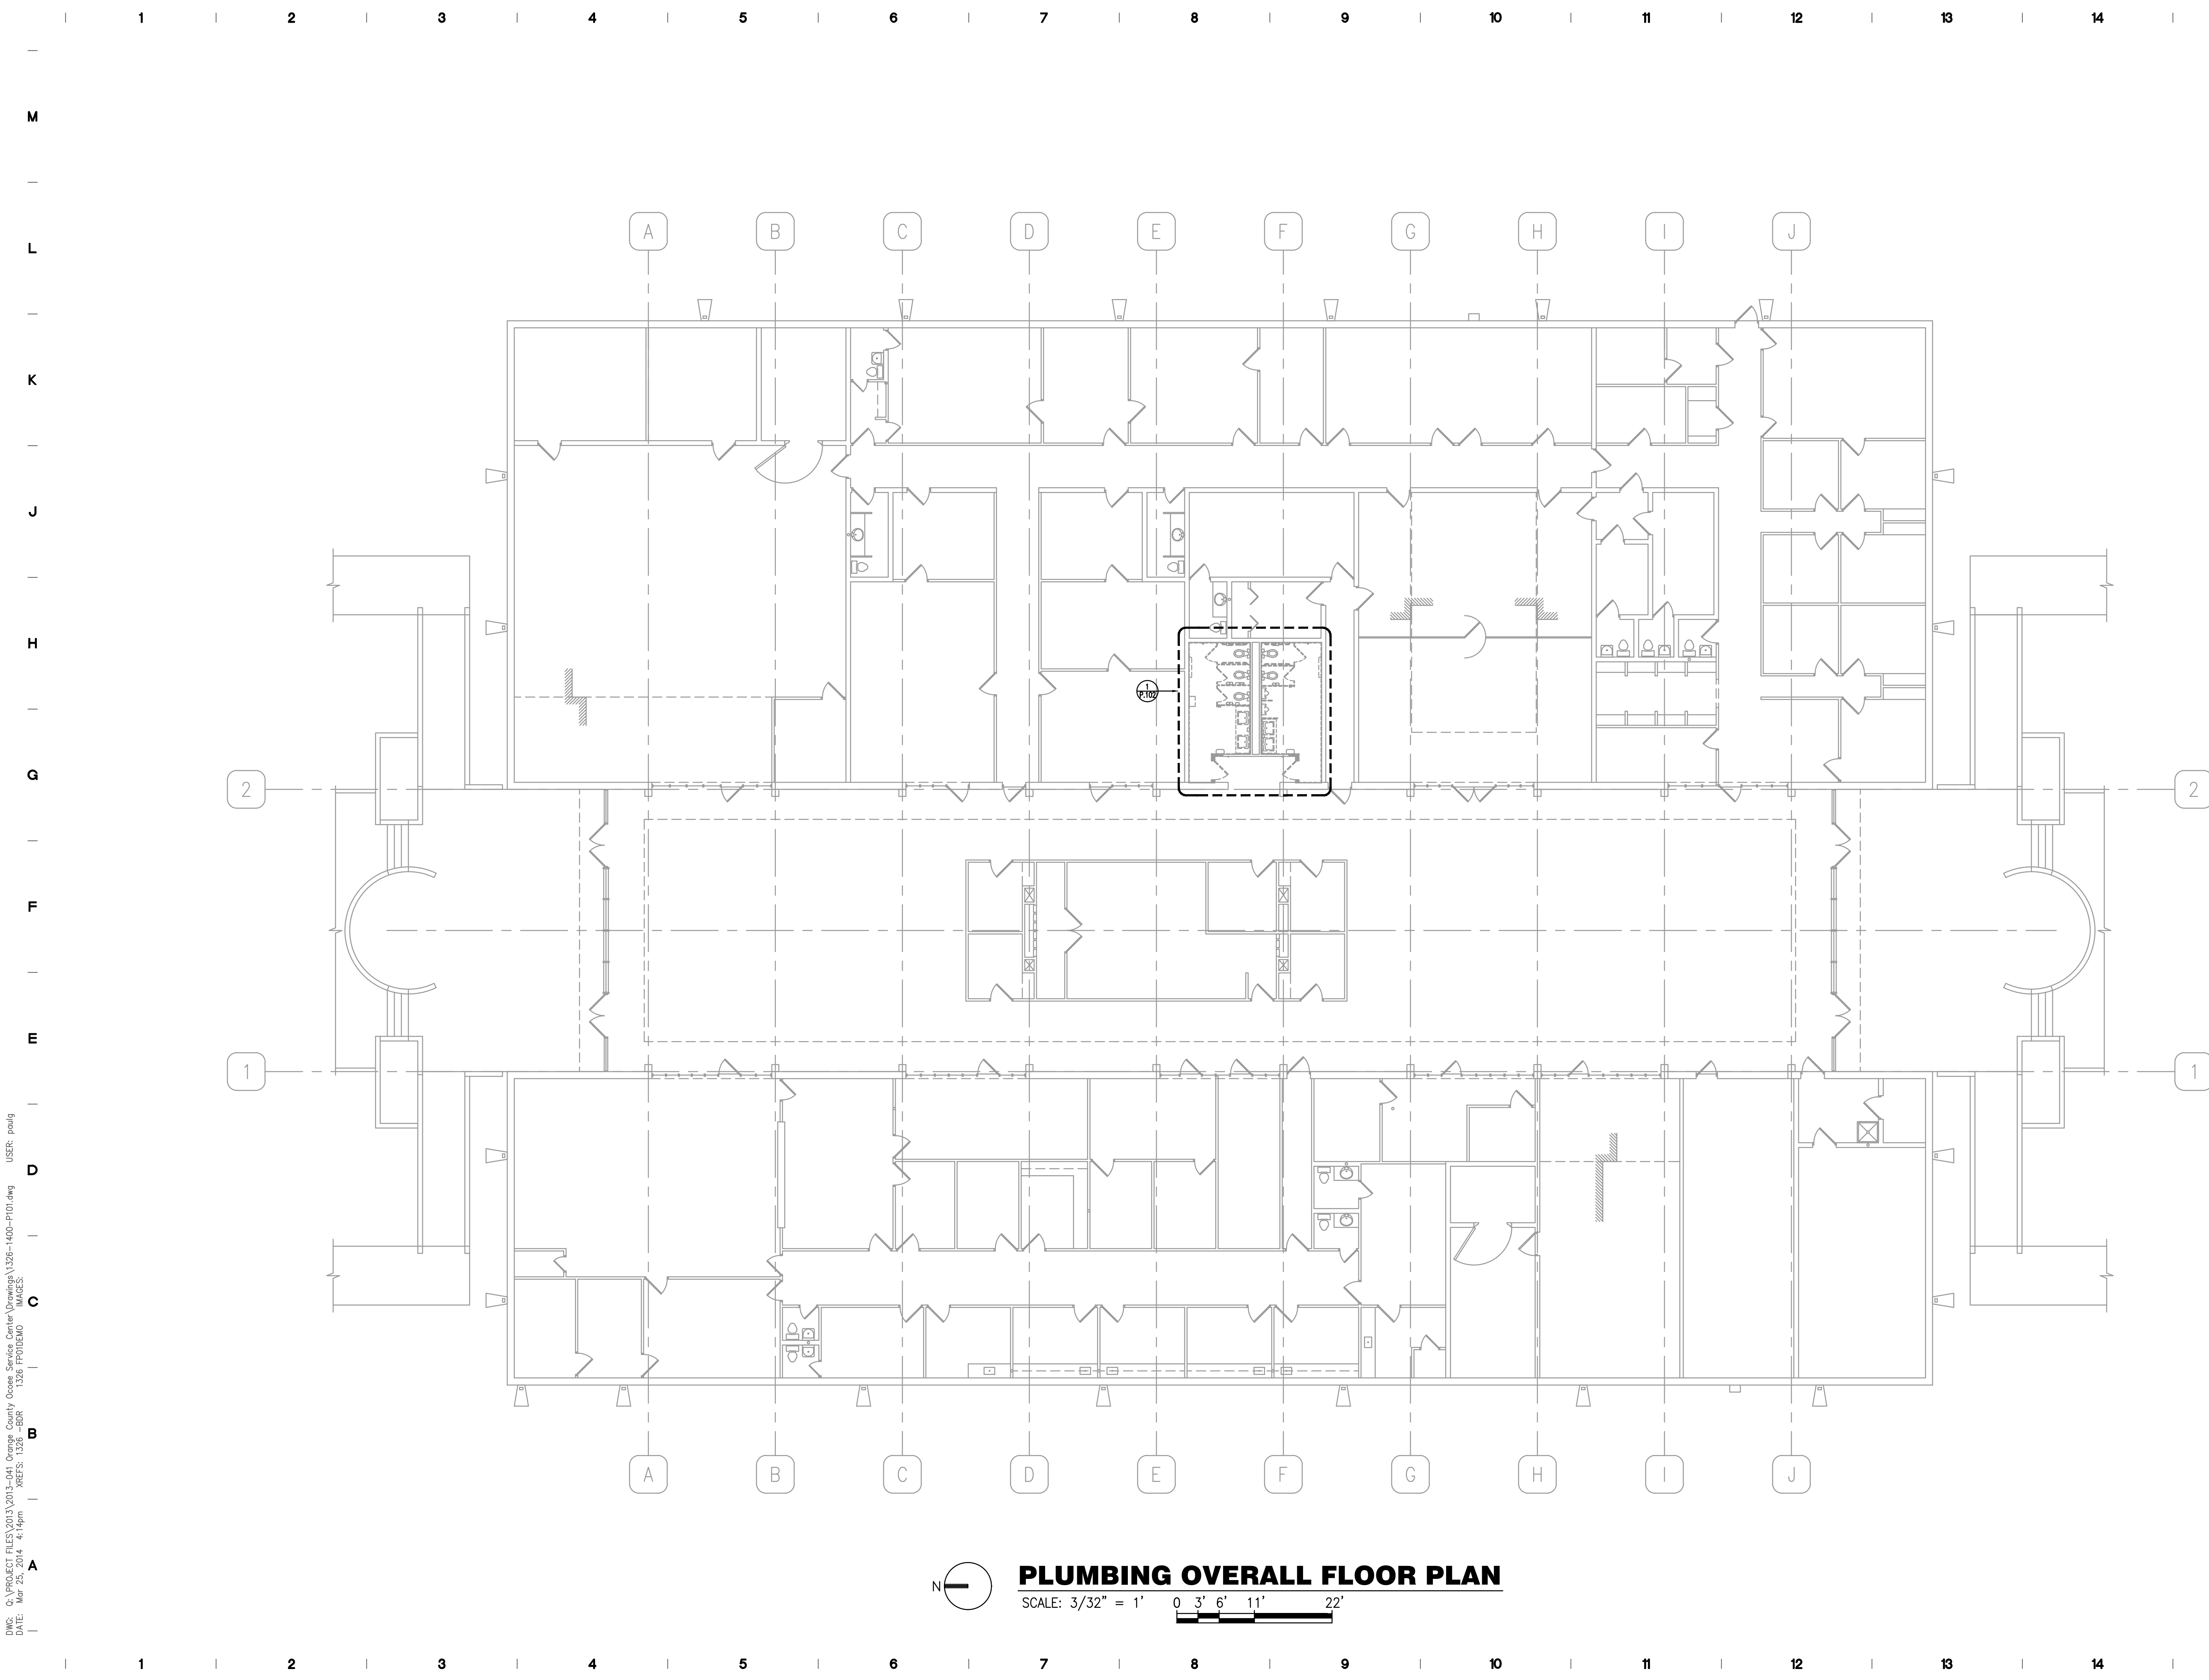 1 2 3 4 5 6 7 8 9 10 11 12 13 14
M
L
K
J
H
G
F
E
D
C
B
A
A B C D E F G H I J
1
P.102
2 2
1 1
A B C D E F G H I J
N
PLUMBING OVERALL FLOOR PLAN
SCALE: 3/32" = 1'
0 3' 6' 11' 22'
1 2 3 4 5 6 7 8 9 10 11 12 13 14
DWG: Q:\PROJECT FILES\2013\2013-041 Orange County Ocoee Service Center\Drawings\1326-1400-P101.dwg USER: paulg
DATE: Mar 25, 2014 4:14pm XREFS: 1326 -BDR 1326 FP01DEMO IMAGES: